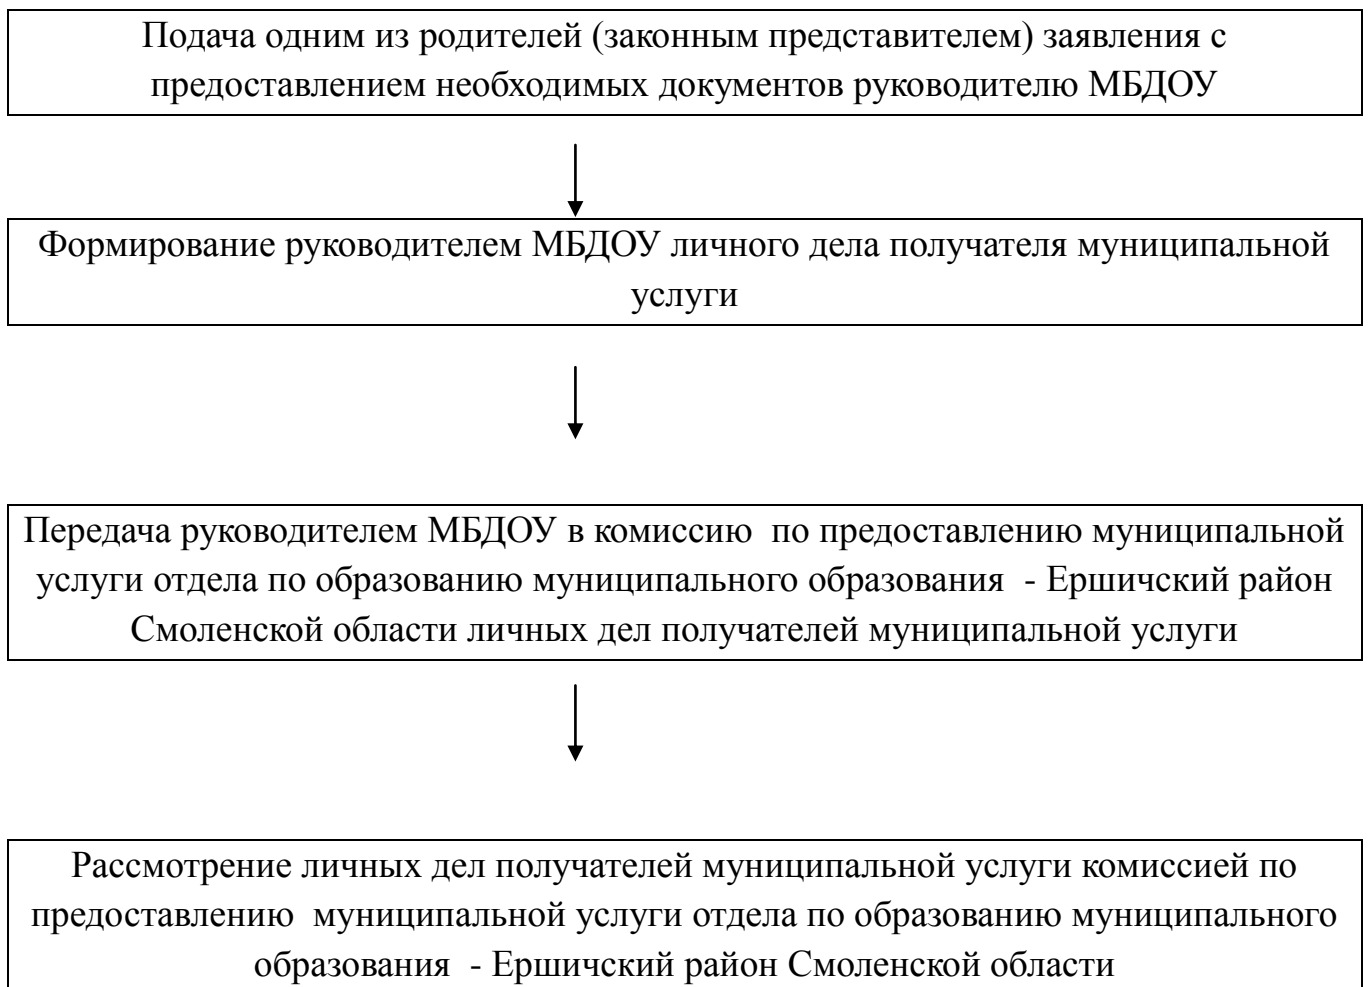 Подача одним из родителей (законным представителем) заявления с
предоставлением необходимых документов руководителю МБДОУ
Формирование руководителем МБДОУ личного дела получателя муниципальной
услуги
Передача руководителем МБДОУ в комиссию  по предоставлению муниципальной
услуги отдела по образованию муниципального образования  - Ершичский район
Смоленской области личных дел получателей муниципальной услуги
Рассмотрение личных дел получателей муниципальной услуги комиссией по
предоставлению  муниципальной услуги отдела по образованию муниципального
образования  - Ершичский район Смоленской области